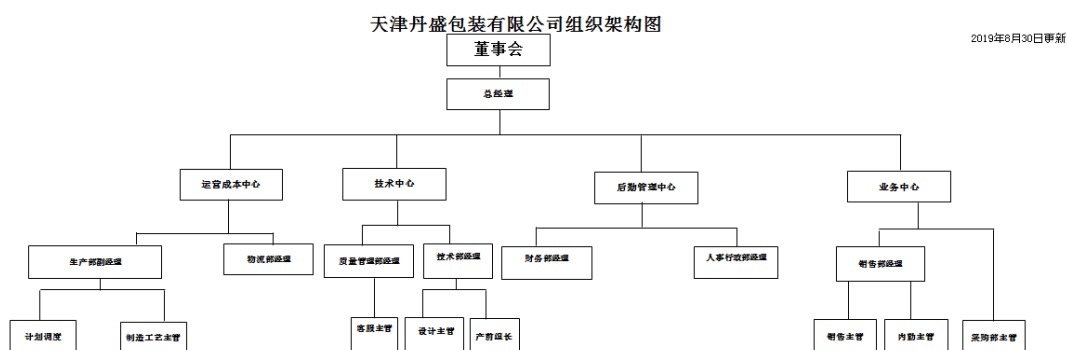 天津丹盛包装有限公司组织架构图
2019年8月30日更新
董事会
总经理
运营成本中心
技术中心
后勤管理中心
业务中心
生产部副经理
物流部经理
质量管理部经理
技术部经理
财务部经理
人事行政部经理
销售部经理
计划调度
制造工艺主管
客服主管
设计主管
产前组长
销售主管
内勤主管
采购部主管